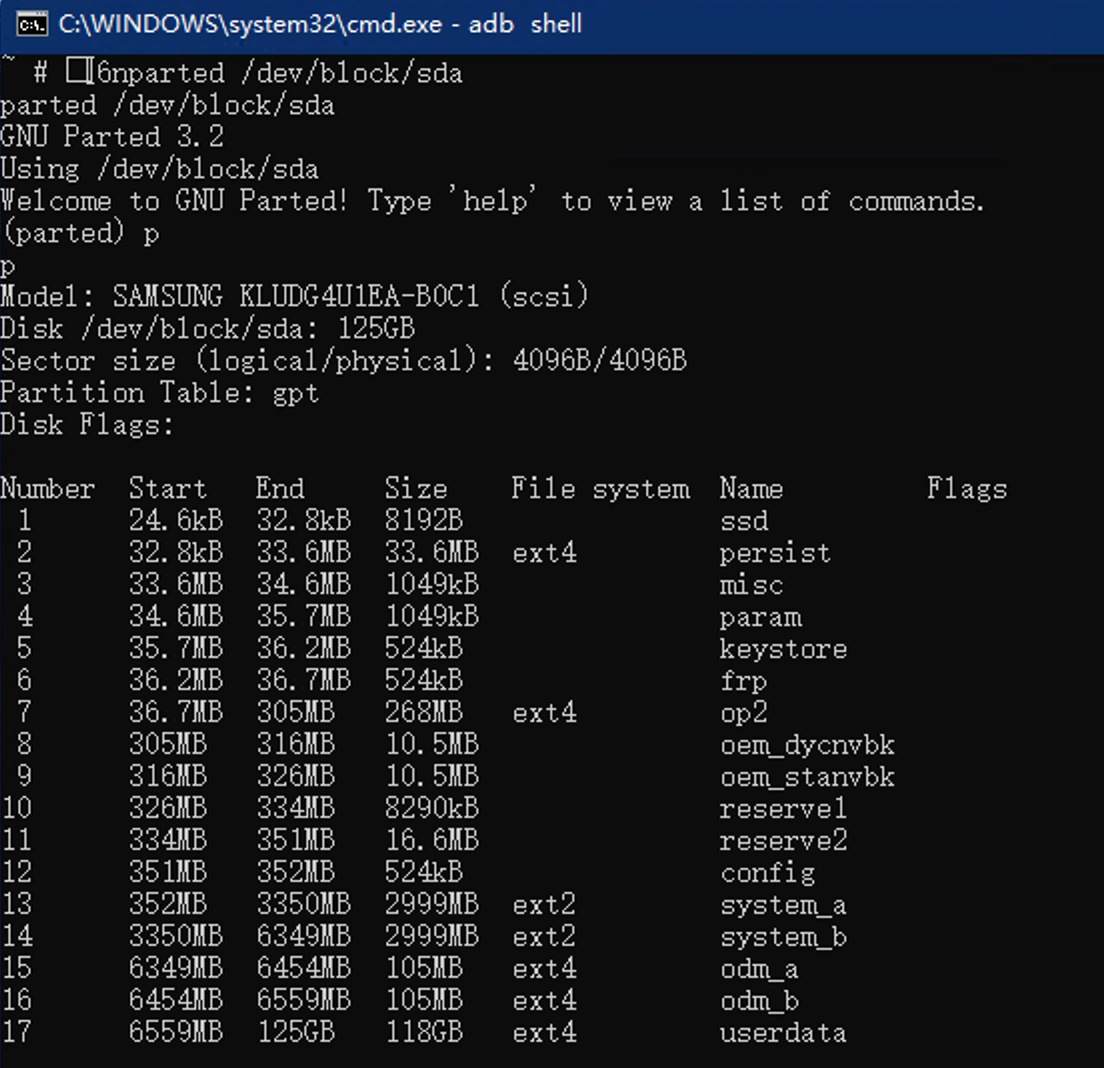 C:\WINDOWS\system32\cmd.exe - adb  shell
~ # □[6nparted /dev/block/sda
parted /dev/block/sda
GNU Parted 3.2
Using /dev/block/sda
Welcome to GNU Parted! Type 'help' to view a list of commands.
(parted) p
p
Model: SAMSUNG KLUDG4U1EA-B0C1 (scsi)
Disk /dev/block/sda: 125GB
Sector size (logical/physical): 4096B/4096B
Partition Table: gpt
Disk Flags:
Number  Start   End     Size    File system  Name         Flags
1      24.6kB  32.8kB  8192B                ssd
2      32.8kB  33.6MB  33.6MB  ext4         persist
3      33.6MB  34.6MB  1049kB               misc
4      34.6MB  35.7MB  1049kB               param
5      35.7MB  36.2MB  524kB                keystore
6      36.2MB  36.7MB  524kB                frp
7      36.7MB  305MB   268MB   ext4         op2
8      305MB   316MB   10.5MB               oem_dycnvbk
9      316MB   326MB   10.5MB               oem_stanvbk
10      326MB   334MB   8290kB               reserve1
11      334MB   351MB   16.6MB               reserve2
12      351MB   352MB   524kB                config
13      352MB   3350MB  2999MB  ext2         system_a
14      3350MB  6349MB  2999MB  ext2         system_b
15      6349MB  6454MB  105MB   ext4         odm_a
16      6454MB  6559MB  105MB   ext4         odm_b
17      6559MB  125GB   118GB   ext4         userdata